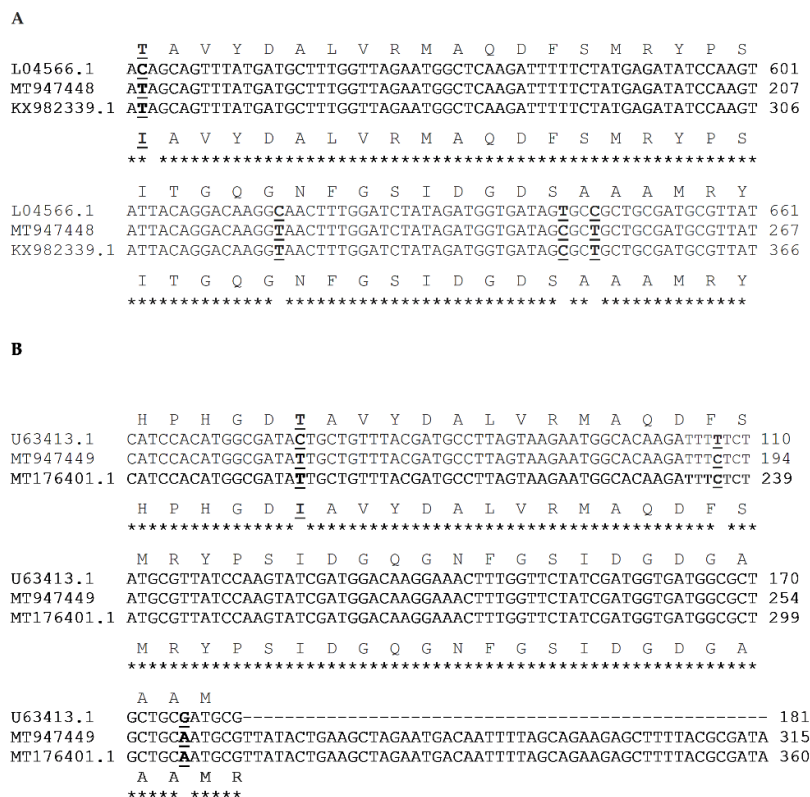 A
T A V Y D A L V R M A Q D F S M R Y P S
L04566.1 ACAGCAGTTTATGATGCTTTGGTTAGAATGGCTCAAGATTTTTCTATGAGATATCCAAGT 601
MT947448 ATAGCAGTTTATGATGCTTTGGTTAGAATGGCTCAAGATTTTTCTATGAGATATCCAAGT 207
KX982339.1 ATAGCAGTTTATGATGCTTTGGTTAGAATGGCTCAAGATTTTTCTATGAGATATCCAAGT 306
I A V Y D A L V R M A Q D F S M R Y P S
** *********************************************************
I T G Q G N F G S I D G D S A A A M R Y
L04566.1 ATTACAGGACAAGGCAACTTTGGATCTATAGATGGTGATAGTGCCGCTGCGATGCGTTAT 661
MT947448 ATTACAGGACAAGGTAACTTTGGATCTATAGATGGTGATAGCGCTGCTGCGATGCGTTAT 267
KX982339.1 ATTACAGGACAAGGTAACTTTGGATCTATAGATGGTGATAGCGCTGCTGCGATGCGTTAT 366
I T G Q G N F G S I D G D S A A A M R Y
************** ************************** ** ***************
B
H P H G D T A V Y D A L V R M A Q D F S
U63413.1 CATCCACATGGCGATACTGCTGTTTACGATGCCTTAGTAAGAATGGCACAAGATTTTTCT 110
MT947449 CATCCACATGGCGATATTGCTGTTTACGATGCCTTAGTAAGAATGGCACAAGATTTCTCT 194
MT176401.1 CATCCACATGGCGATATTGCTGTTTACGATGCCTTAGTAAGAATGGCACAAGATTTCTCT 239
H P H G D I A V Y D A L V R M A Q D F S
**************** *************************************** ***
M R Y P S I D G Q G N F G S I D G D G A
U63413.1 ATGCGTTATCCAAGTATCGATGGACAAGGAAACTTTGGTTCTATCGATGGTGATGGCGCT 170
MT947449 ATGCGTTATCCAAGTATCGATGGACAAGGAAACTTTGGTTCTATCGATGGTGATGGCGCT 254
MT176401.1 ATGCGTTATCCAAGTATCGATGGACAAGGAAACTTTGGTTCTATCGATGGTGATGGCGCT 299
M R Y P S I D G Q G N F G S I D G D G A
************************************************************
A A M
U63413.1 GCTGCGATGCG-------------------------------------------------- 181
MT947449 GCTGCAATGCGTTATACTGAAGCTAGAATGACAATTTTAGCAGAAGAGCTTTTACGCGATA 315
MT176401.1 GCTGCAATGCGTTATACTGAAGCTAGAATGACAATTTTAGCAGAAGAGCTTTTACGCGATA 360
A A M R
***** *****